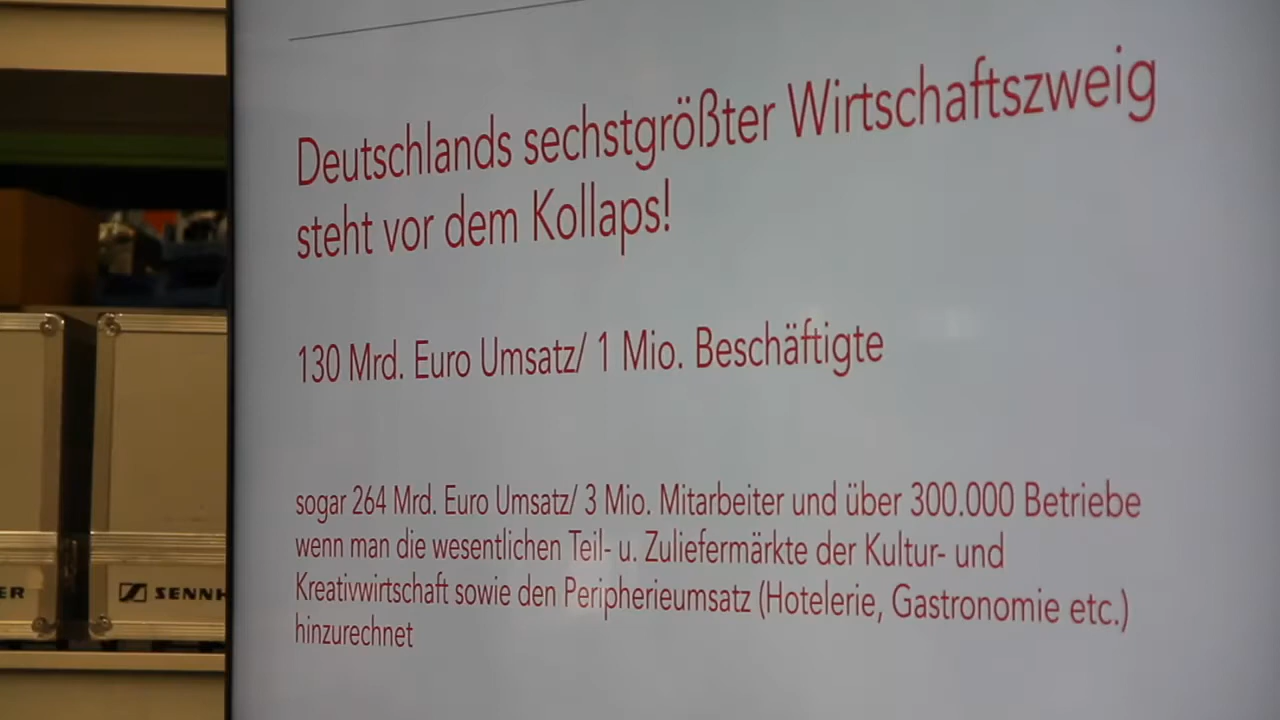 Deutschlands sechstgrößter Wirtschaftszweig
steht vor dem Kollaps!
130 Mrd. Euro Umsatz/ 1 Mio. Beschäftigte
sogar 264 Mrd. Euro Umsatz/ 3 Mio. Mitarbeiter und über 300.000 Betriebe
wenn man die wesentlichen Teil- u. Zuliefermärkte der Kultur- und
Kreativwirtschaft sowie den Peripherieumsatz (Hotelerie, Gastronomie etc.)
hinzurechnet
ER
SENNH